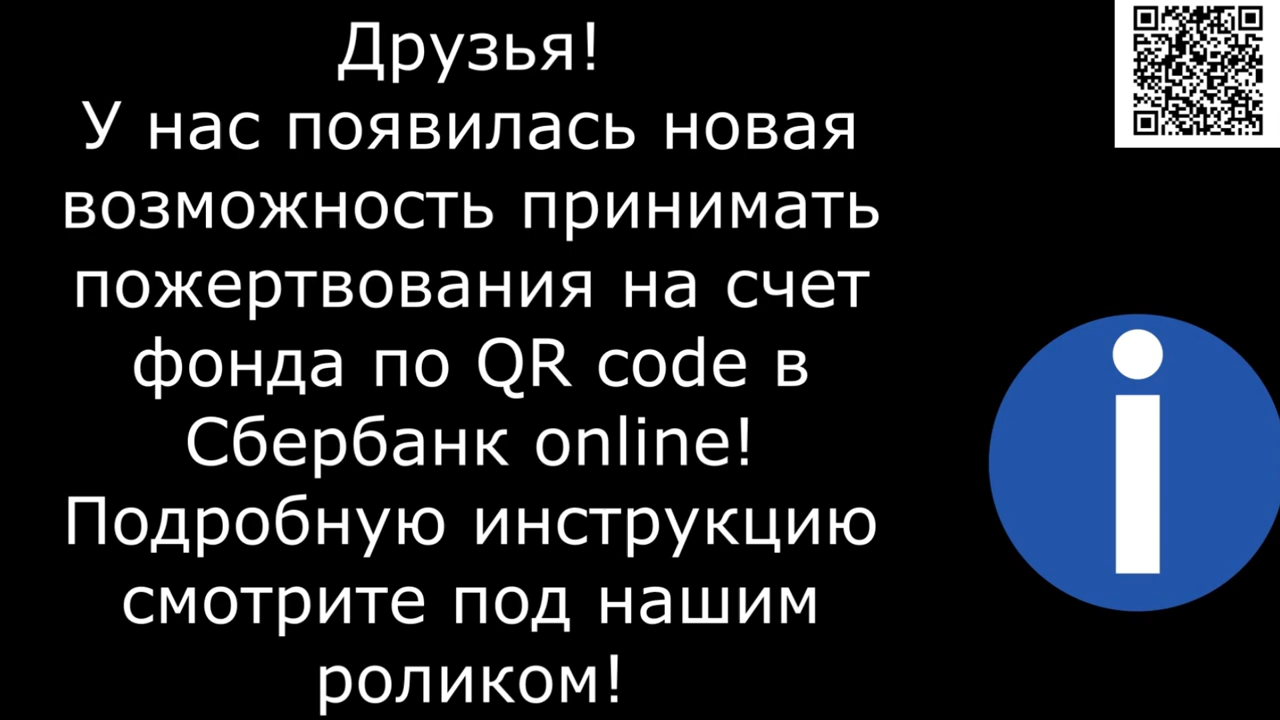 Друзья!
У нас появилась новая
возможность принимать
пожертвования на счет
фонда по QR code в
Сбербанк online!
Подробную инструкцию
смотрите под нашим
роликом!